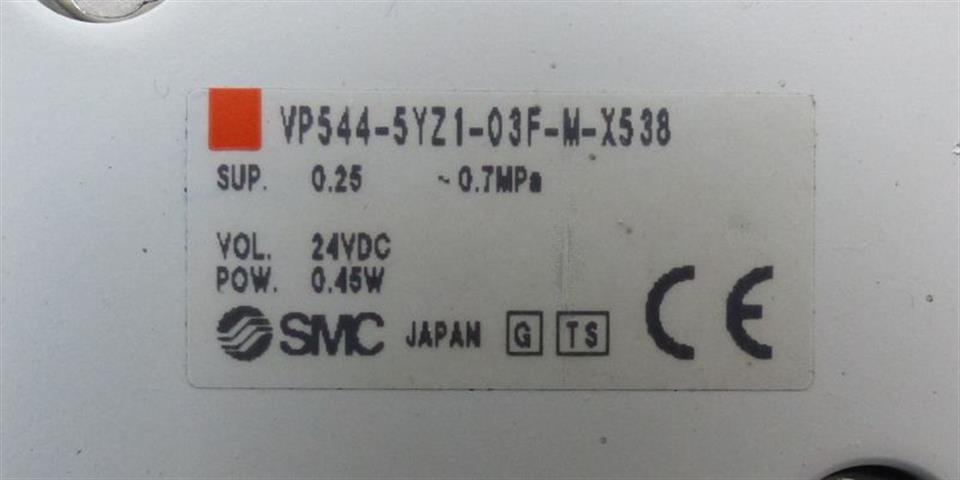 VP544-5YZ1-03F-M-X538
SUP. 0.25 ~0.7MPa
VOL. 24VDC
POW. 0.45W
SMC JAPAN G TS CE